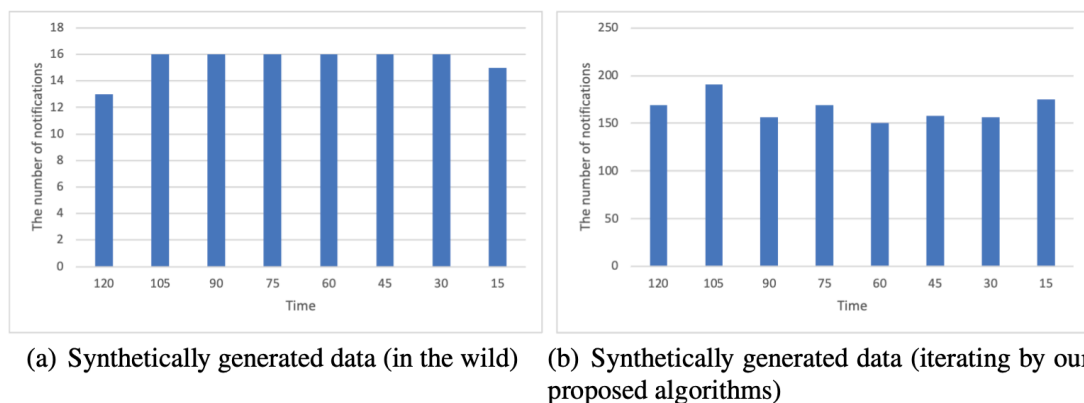 18
16
14
12
10
8
6
4
2
0
The number of notifications
120 105 90 75 60 45 30 15
Time
250
200
150
100
50
0
The number of notifications
120 105 90 75 60 45 30 15
Time
(a) Synthetically generated data (in the wild)
(b) Synthetically generated data (iterating by our
proposed algorithms)